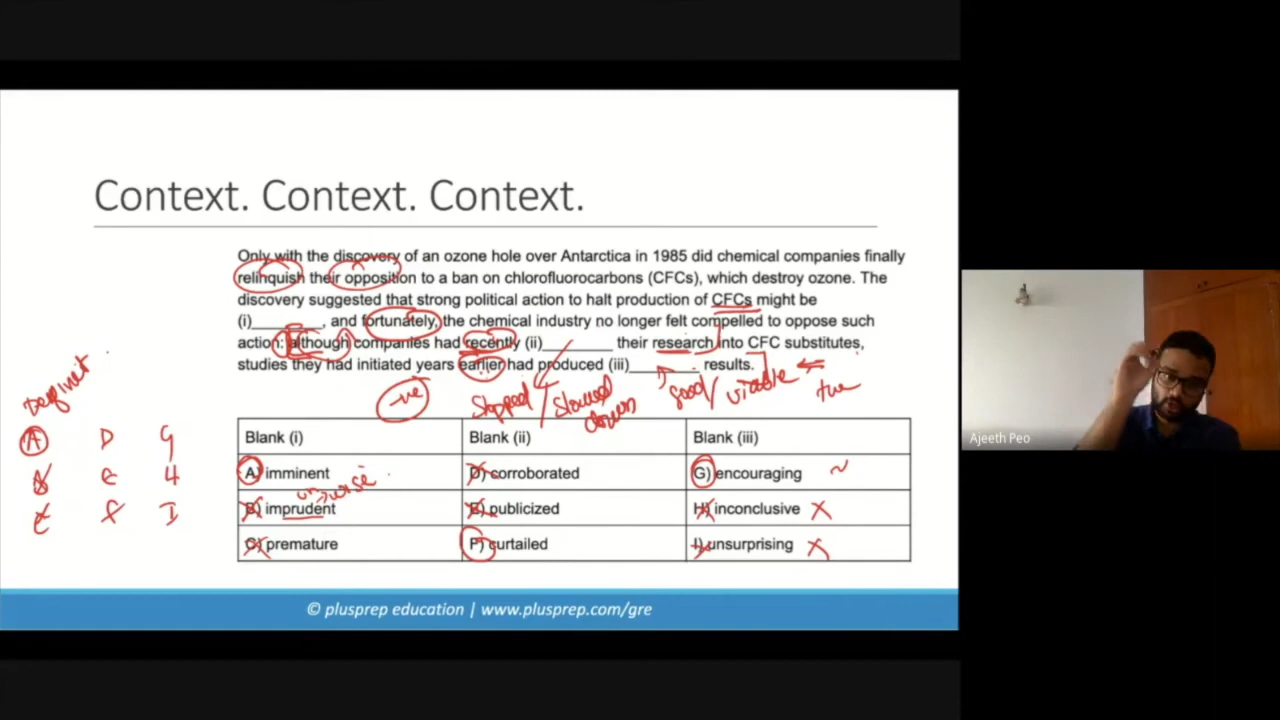 Context. Context. Context.
Only with the discovery of an ozone hole over Antarctica in 1985 did chemical companies finally
relinquish their opposition to a ban on chlorofluorocarbons (CFCs), which destroy ozone. The
discovery suggested that strong political action to halt production of CFCs might be
(i)________, and fortunately, the chemical industry no longer felt compelled to oppose such
action: although companies had recently (ii)________ their research into CFC substitutes,
studies they had initiated years earlier had produced (iii)________ results.
-ve stopped / slowed down good / viable
Blank (i) Blank (ii) Blank (iii)
A) imminent D) corroborated G) encouraging
unwise
B) imprudent E) publicized H) inconclusive X
C) premature F) curtailed I) unsurprising X
A D G
H
I
© plusprep education | www.plusprep.com/gre
Ajeeth Peo